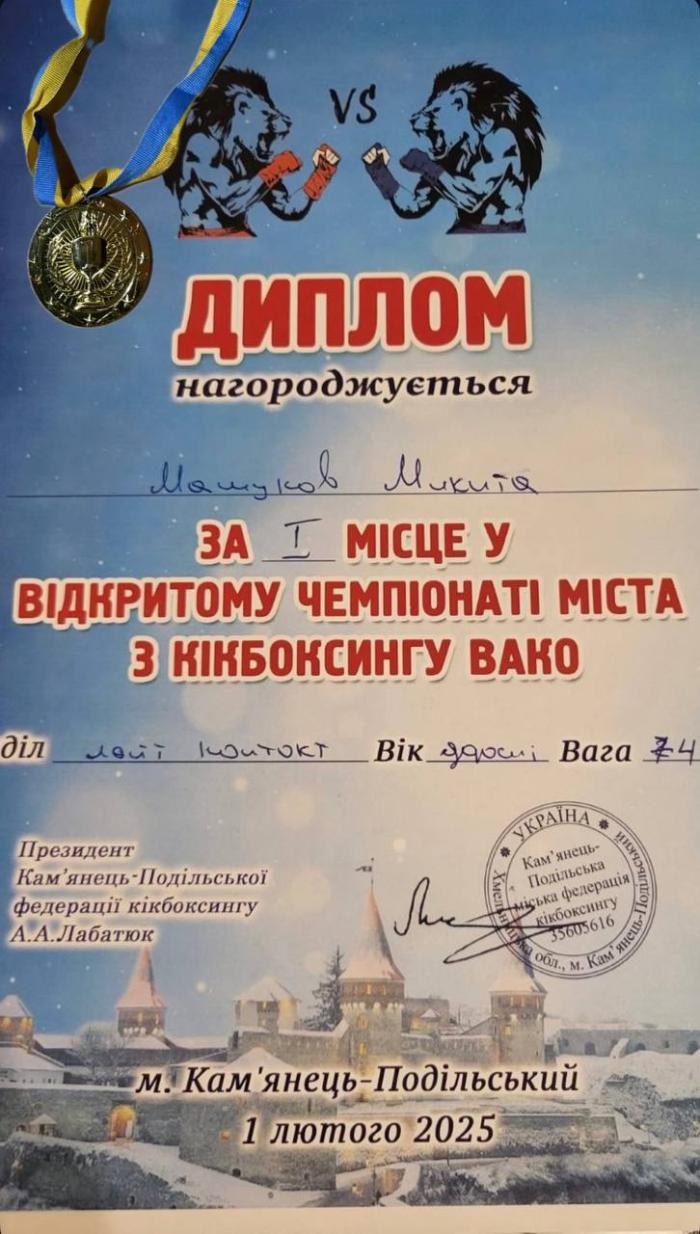 VS
ДИПЛОМ
нагороджується
Машуков Микита
ЗА I МІСЦЕ У
ВІДКРИТОМУ ЧЕМПІОНАТІ МІСТА
З КІКБОКСИНГУ ВАКО
діл лайт контакт Вік дорослі Вага 74
Президент
Кам'янець-Подільської
федерації кікбоксингу
А.А.Лабатюк
УКРАЇНА
Хмельницька обл., м. Кам'янець-Подільський
Кам'янець-
Подільська
міська федерація
кікбоксингу
35605616
м. Кам'янець-Подільський
1 лютого 2025